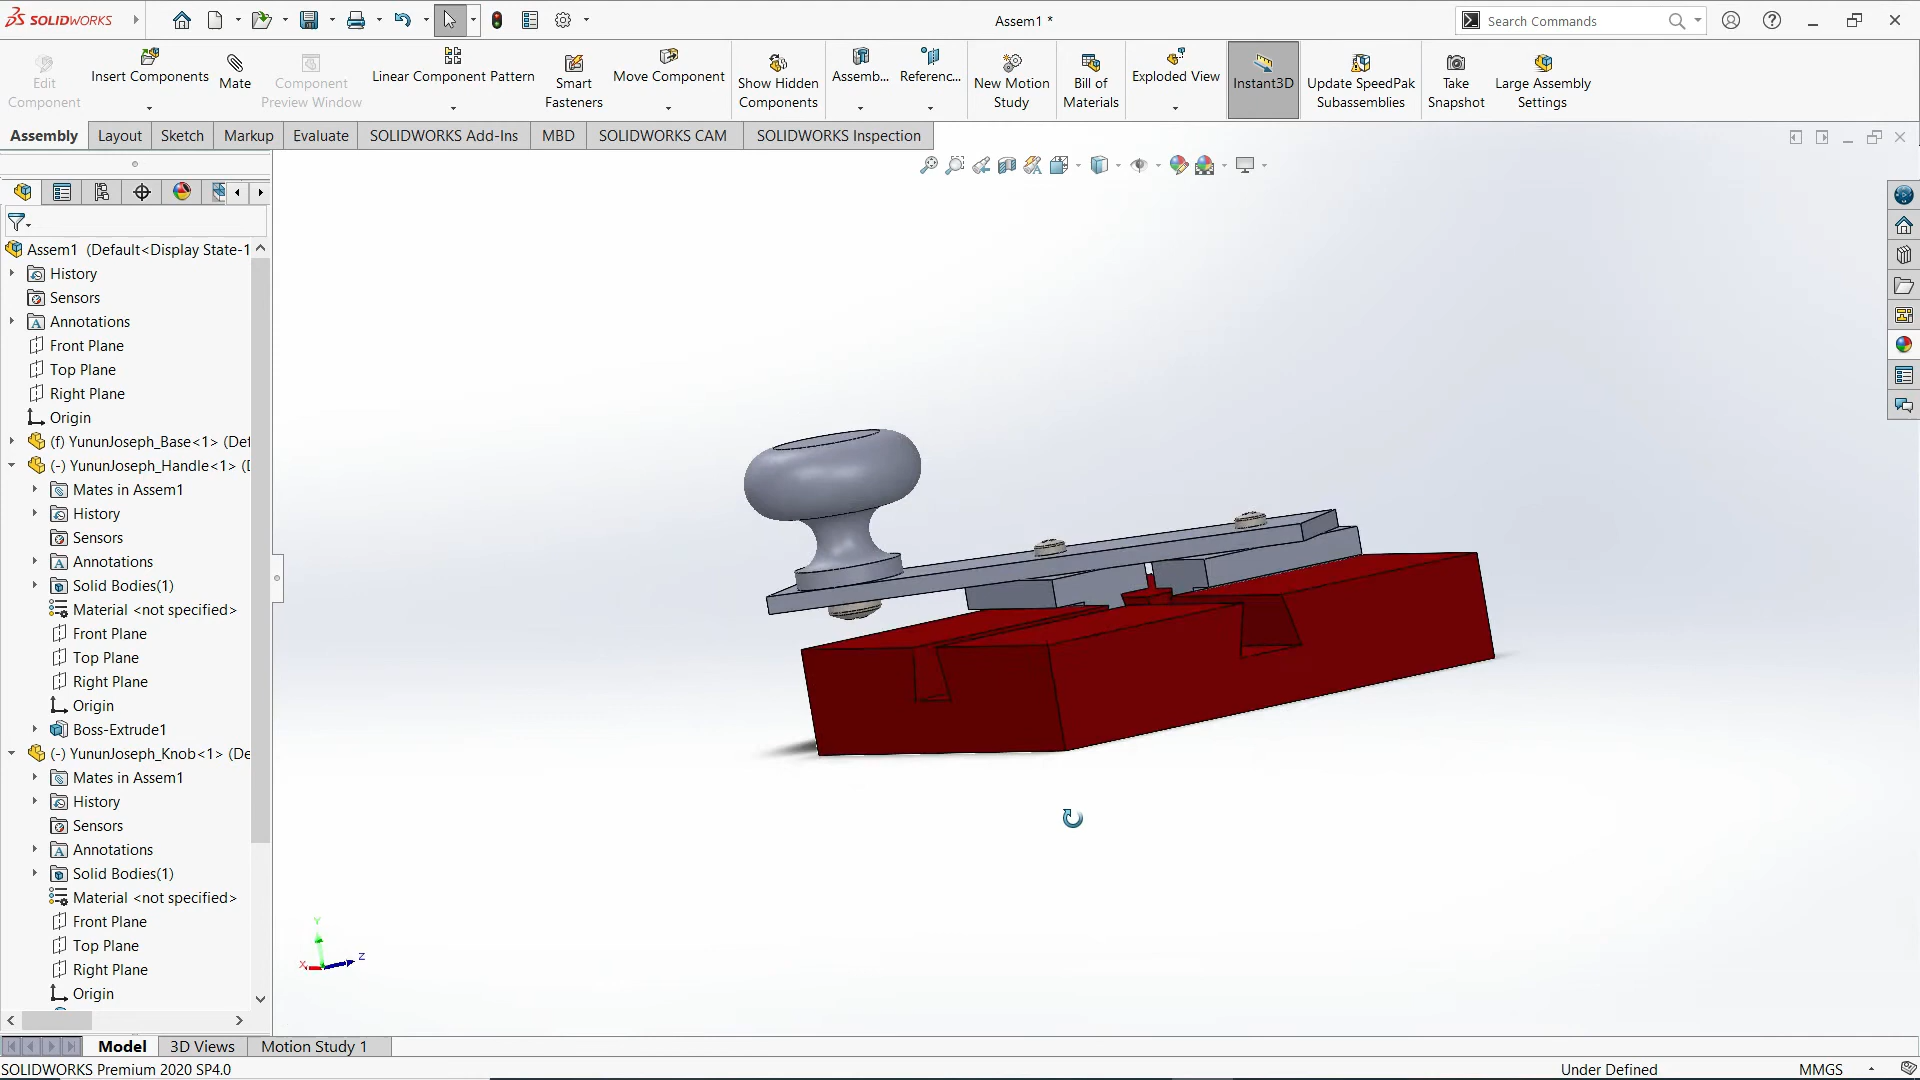 SOLIDWORKS
Assem1 *
Search Commands
Edit Component
Insert Components
Mate
Component Preview Window
Linear Component Pattern
Smart Fasteners
Move Component
Show Hidden Components
Assemb...
Referenc...
New Motion Study
Bill of Materials
Exploded View
Instant3D
Update SpeedPak Subassemblies
Take Snapshot
Large Assembly Settings
Assembly
Layout
Sketch
Markup
Evaluate
SOLIDWORKS Add-Ins
MBD
SOLIDWORKS CAM
SOLIDWORKS Inspection
Assem1 (Default<Display State-1
History
Sensors
Annotations
Front Plane
Top Plane
Right Plane
Origin
(f) YununJoseph_Base<1> (Def
(-) YununJoseph_Handle<1> (D
Mates in Assem1
History
Sensors
Annotations
Solid Bodies(1)
Material <not specified>
Front Plane
Top Plane
Right Plane
Origin
Boss-Extrude1
(-) YununJoseph_Knob<1> (De
Mates in Assem1
History
Sensors
Annotations
Solid Bodies(1)
Material <not specified>
Front Plane
Top Plane
Right Plane
Origin
Y
X
Z
Model
3D Views
Motion Study 1
SOLIDWORKS Premium 2020 SP4.0
Under Defined
MMGS